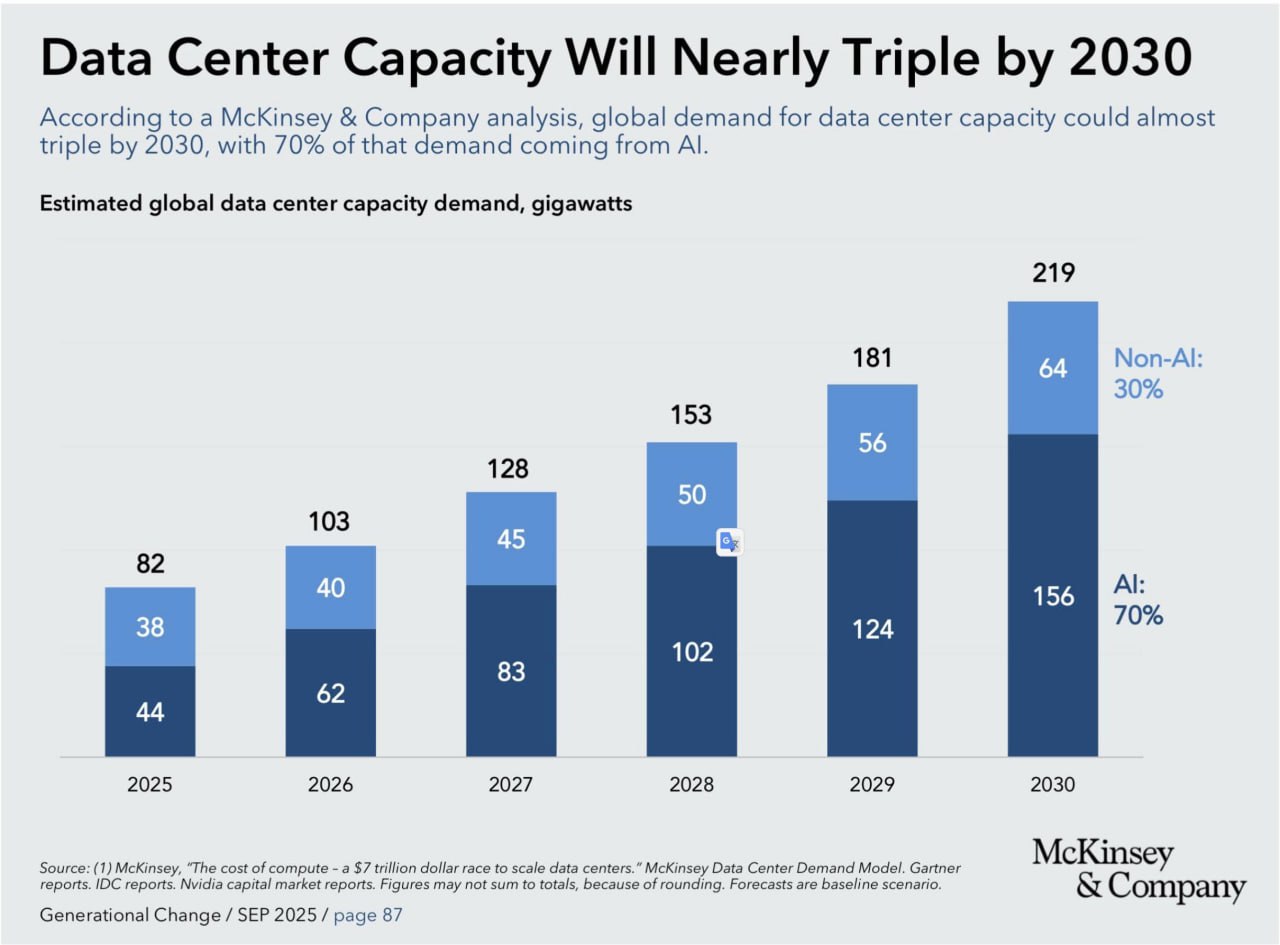 Data Center Capacity Will Nearly Triple by 2030
According to a McKinsey & Company analysis, global demand for data center capacity could almost
triple by 2030, with 70% of that demand coming from AI.
Estimated global data center capacity demand, gigawatts
219
181
153
128
103
82
64
56
50
45
40
38
156
124
102
83
62
44
Non-AI:
30%
AI:
70%
2025 2026 2027 2028 2029 2030
Source: (1) McKinsey, “The cost of compute – a $7 trillion dollar race to scale data centers.” McKinsey Data Center Demand Model. Gartner
reports. IDC reports. Nvidia capital market reports. Figures may not sum to totals, because of rounding. Forecasts are baseline scenario.
Generational Change / SEP 2025 / page 87
McKinsey
& Company